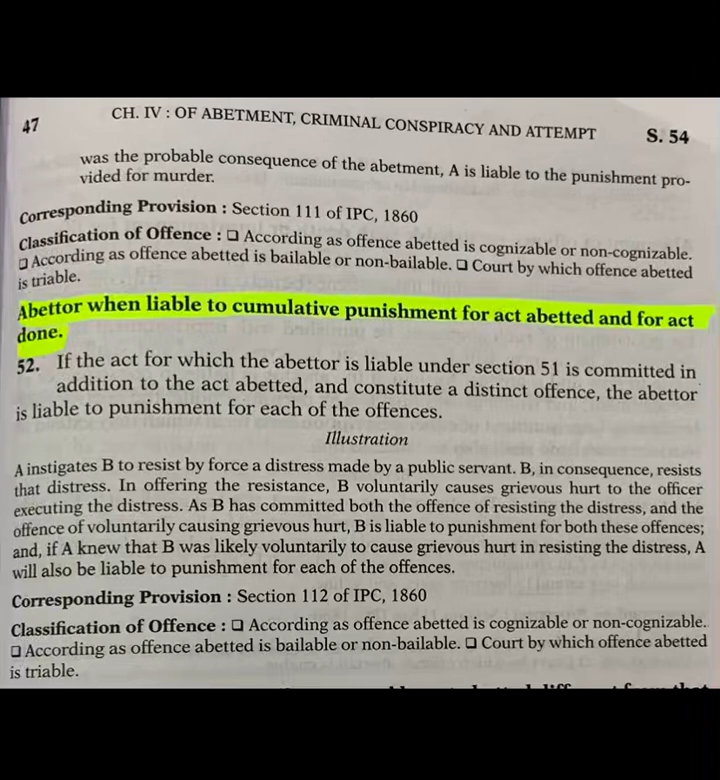 47 CH. IV : OF ABETMENT, CRIMINAL CONSPIRACY AND ATTEMPT S. 54
was the probable consequence of the abetment, A is liable to the punishment pro-
vided for murder.
Corresponding Provision : Section 111 of IPC, 1860
Classification of Offence : ❑ According as offence abetted is cognizable or non-cognizable.
❑ According as offence abetted is bailable or non-bailable. ❑ Court by which offence abetted
is triable.
Abettor when liable to cumulative punishment for act abetted and for act
done.
52. If the act for which the abettor is liable under section 51 is committed in
addition to the act abetted, and constitute a distinct offence, the abettor
is liable to punishment for each of the offences.
Illustration
A instigates B to resist by force a distress made by a public servant. B, in consequence, resists
that distress. In offering the resistance, B voluntarily causes grievous hurt to the officer
executing the distress. As B has committed both the offence of resisting the distress, and the
offence of voluntarily causing grievous hurt, B is liable to punishment for both these offences;
and, if A knew that B was likely voluntarily to cause grievous hurt in resisting the distress, A
will also be liable to punishment for each of the offences.
Corresponding Provision : Section 112 of IPC, 1860
Classification of Offence : ❑ According as offence abetted is cognizable or non-cognizable.
❑ According as offence abetted is bailable or non-bailable. ❑ Court by which offence abetted
is triable.